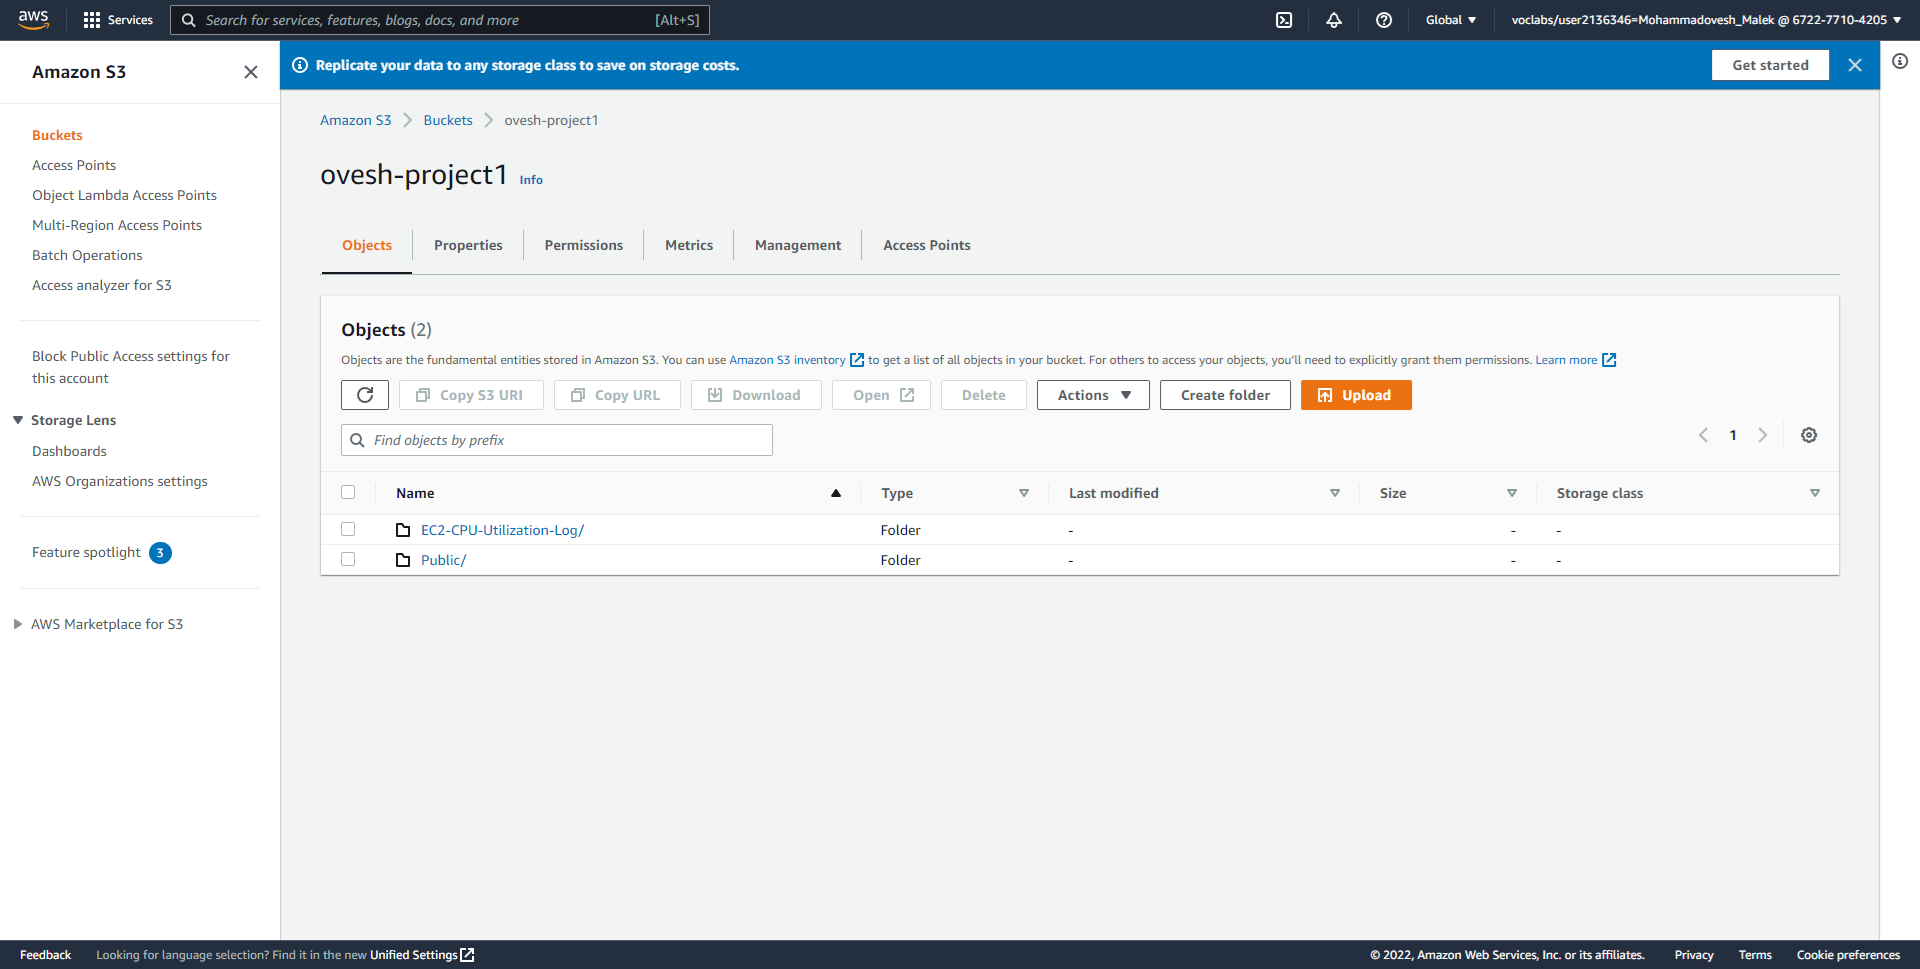 aws
Services
Search for services, features, blogs, docs, and more [Alt+S]
Global
voclabs/user2136346=Mohammadovesh_Malek @ 6722-7710-4205
Amazon S3
Buckets
Access Points
Object Lambda Access Points
Multi-Region Access Points
Batch Operations
Access analyzer for S3
Block Public Access settings for
this account
Storage Lens
Dashboards
AWS Organizations settings
Feature spotlight 3
AWS Marketplace for S3
Replicate your data to any storage class to save on storage costs.
Get started
Amazon S3 Buckets ovesh-project1
ovesh-project1 Info
Objects Properties Permissions Metrics Management Access Points
Objects (2)
Objects are the fundamental entities stored in Amazon S3. You can use Amazon S3 inventory to get a list of all objects in your bucket. For others to access your objects, you'll need to explicitly grant them permissions. Learn more
Copy S3 URI Copy URL Download Open Delete Actions Create folder Upload
Find objects by prefix
1
Name Type Last modified Size Storage class
EC2-CPU-Utilization-Log/ Folder - - -
Public/ Folder - - -
Feedback Looking for language selection? Find it in the new Unified Settings © 2022, Amazon Web Services, Inc. or its affiliates. Privacy Terms Cookie preferences